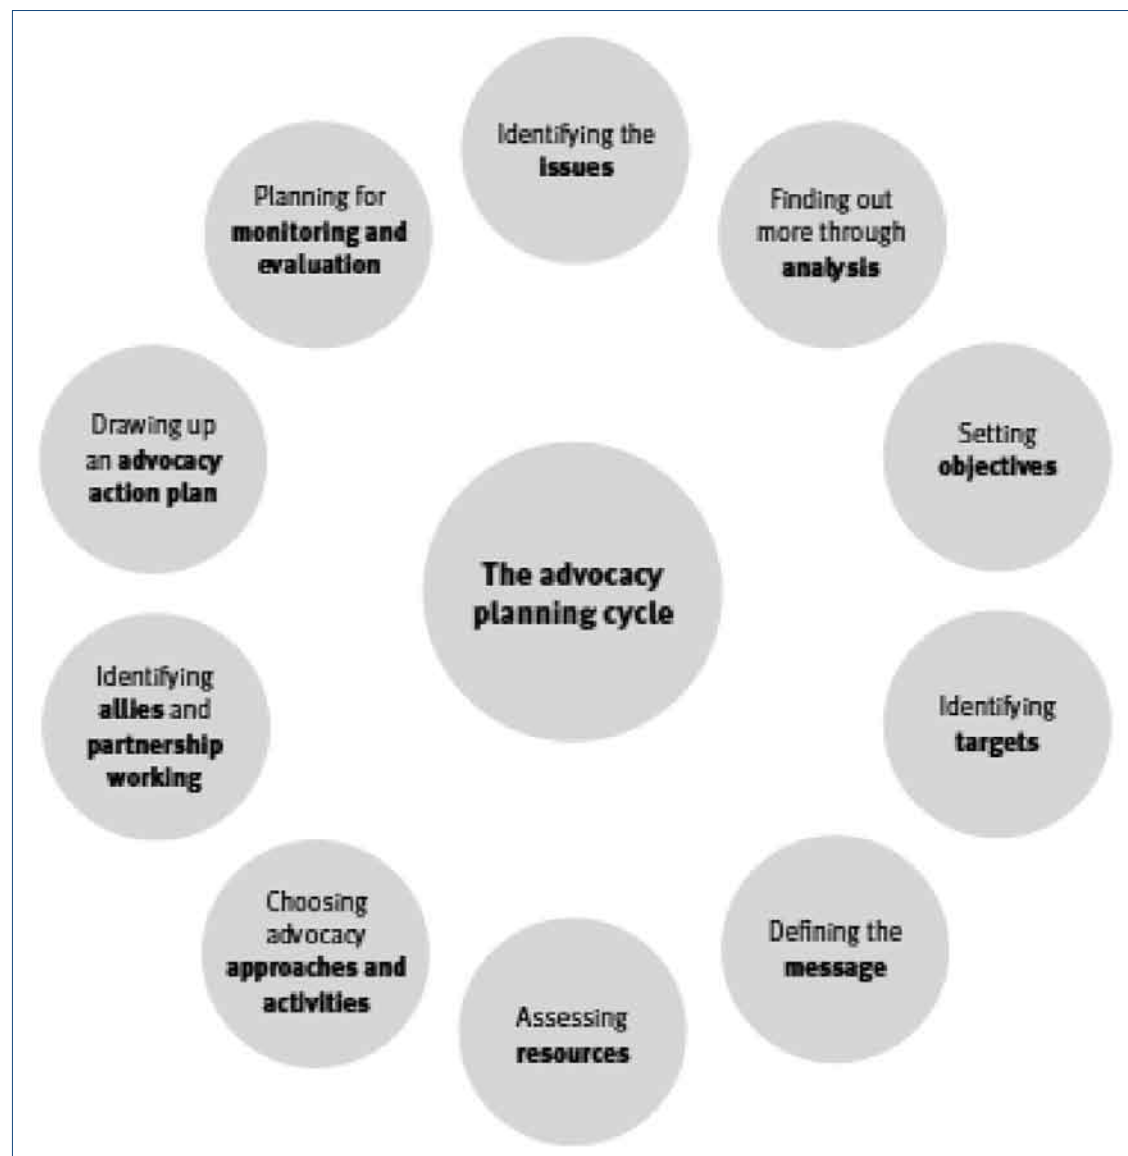 Identifying the
issues
Finding out
more through
analysis
Setting
objectives
Identifying
targets
Defining the
message
Assessing
resources
Choosing
advocacy
approaches and
activities
Identifying
allies and
partnership
working
Drawing up
an advocacy
action plan
Planning for
monitoring and
evaluation
The advocacy
planning cycle